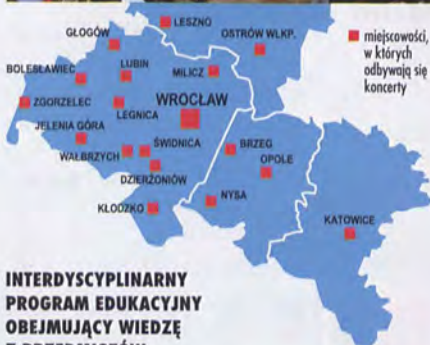 LESZNO
GŁOGÓW
OSTRÓW WLKP.
miejscowości,
w których
odbywają się
koncerty
BOLESŁAWIEC
LUBIN
MILICZ
ZGORZELEC
WROCŁAW
LEGNICA
JELENIA GÓRA
ŚWIDNICA
BRZEG
WAŁBRZYCH
OPOLE
DZIERŻONIÓW
KŁODZKO
NYSA
KATOWICE
INTERDYSCYPLINARNY
PROGRAM EDUKACYJNY
OBEJMUJĄCY WIEDZĘ